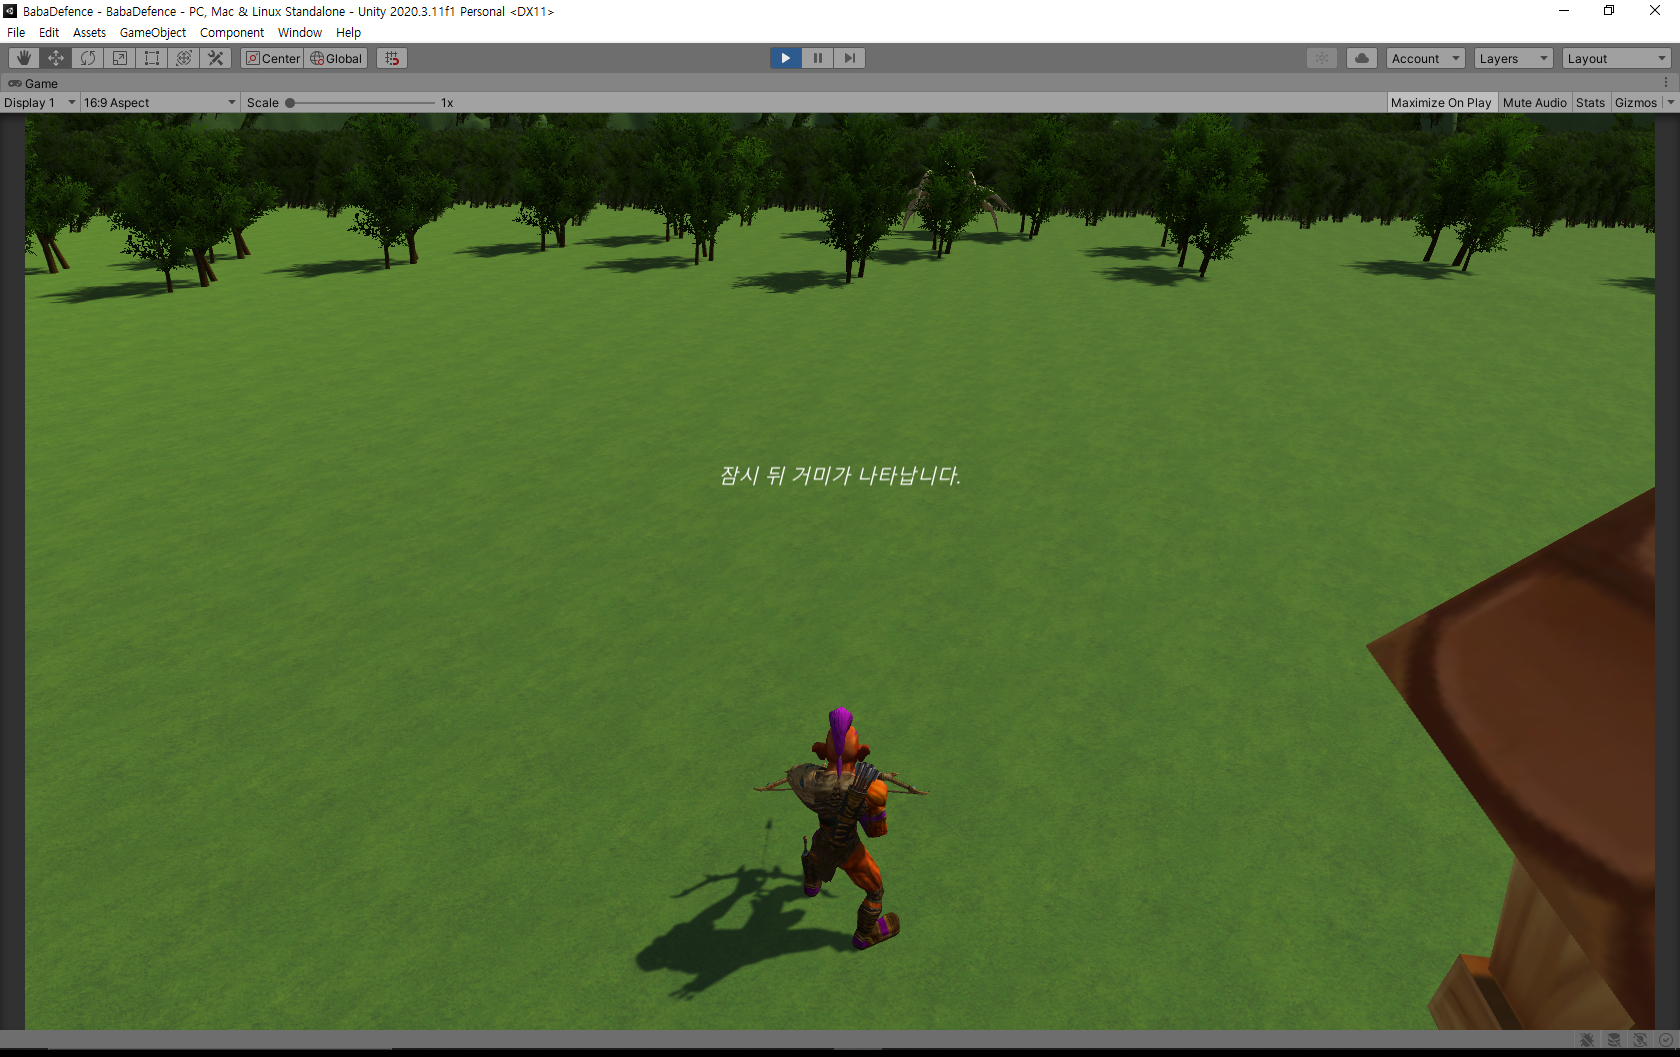 BabaDefence - BabaDefence - PC, Mac & Linux Standalone - Unity 2020.3.11f1 Personal <DX11>
File Edit Assets GameObject Component Window Help
Center Global Account Layers Layout
Game
Display 1 16:9 Aspect Scale 1x Maximize On Play Mute Audio Stats Gizmos
잠시 뒤 거미가 나타납니다.